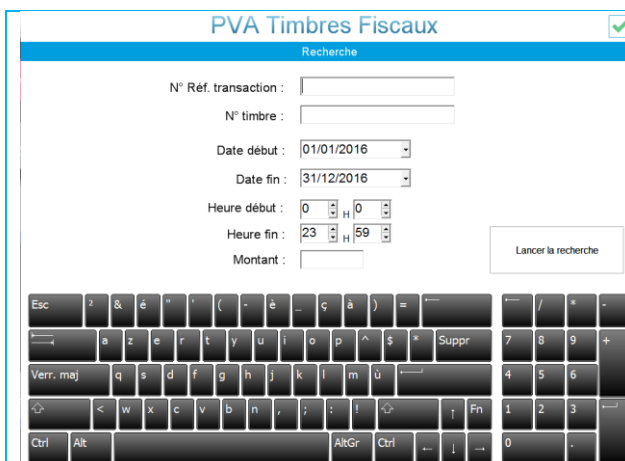 PVA Timbres Fiscaux
Recherche
N° Réf. transaction :
N° timbre :
Date début : 01/01/2016
Date fin : 31/12/2016
Heure début : 0 H 0
Heure fin : 23 H 59
Montant :
Lancer la recherche
Esc ² & é " ' ( - è _ ç à ) = ← ← / * -
a z e r t y u i o p ^ $ * Suppr 7 8 9 +
Verr. maj q s d f g h j k l m ù 4 5 6
< w x c v b n , ; : ! ↑ Fn 1 2 3
Ctrl Alt AltGr Ctrl ← ↓ → 0 .